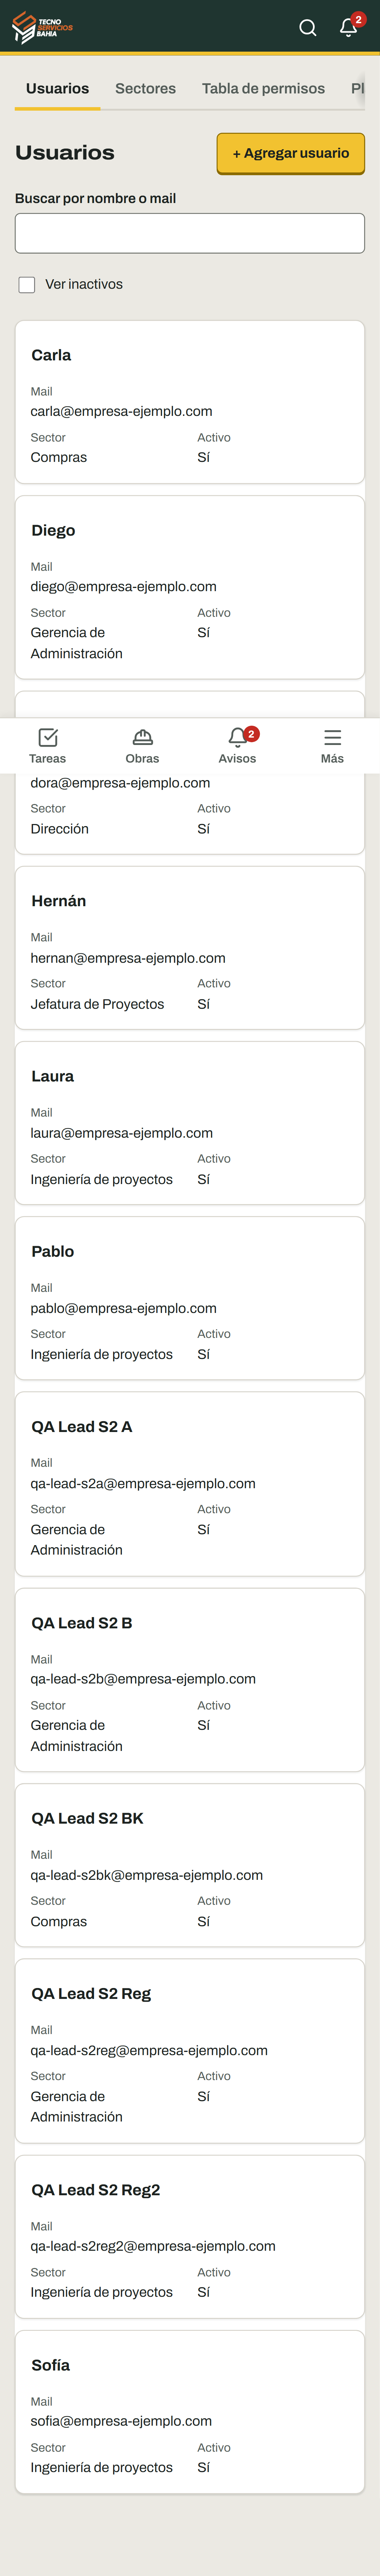 TECNO
SERVICIOS
BAHIA
2
Usuarios
Sectores
Tabla de permisos
Pl
Usuarios
+ Agregar usuario
Buscar por nombre o mail
Ver inactivos
Carla
Mail
carla@empresa-ejemplo.com
Sector
Activo
Compras
Sí
Diego
Mail
diego@empresa-ejemplo.com
Sector
Activo
Gerencia de
Sí
Administración
2
Tareas
Obras
Avisos
Más
dora@empresa-ejemplo.com
Sector
Activo
Dirección
Sí
Hernán
Mail
hernan@empresa-ejemplo.com
Sector
Activo
Jefatura de Proyectos
Sí
Laura
Mail
laura@empresa-ejemplo.com
Sector
Activo
Ingeniería de proyectos
Sí
Pablo
Mail
pablo@empresa-ejemplo.com
Sector
Activo
Ingeniería de proyectos
Sí
QA Lead S2 A
Mail
qa-lead-s2a@empresa-ejemplo.com
Sector
Activo
Gerencia de
Sí
Administración
QA Lead S2 B
Mail
qa-lead-s2b@empresa-ejemplo.com
Sector
Activo
Gerencia de
Sí
Administración
QA Lead S2 BK
Mail
qa-lead-s2bk@empresa-ejemplo.com
Sector
Activo
Compras
Sí
QA Lead S2 Reg
Mail
qa-lead-s2reg@empresa-ejemplo.com
Sector
Activo
Gerencia de
Sí
Administración
QA Lead S2 Reg2
Mail
qa-lead-s2reg2@empresa-ejemplo.com
Sector
Activo
Ingeniería de proyectos
Sí
Sofía
Mail
sofia@empresa-ejemplo.com
Sector
Activo
Ingeniería de proyectos
Sí